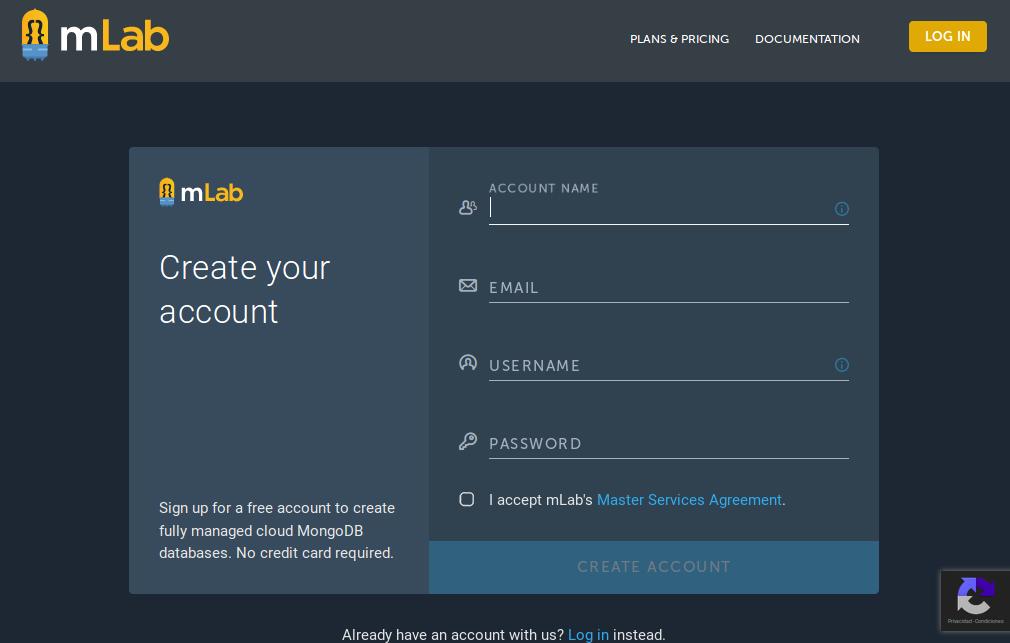 mLab
PLANS & PRICING
DOCUMENTATION
LOG IN
mLab
Create your
account
Sign up for a free account to create
fully managed cloud MongoDB
databases. No credit card required.
ACCOUNT NAME
EMAIL
USERNAME
PASSWORD
I accept mLab's Master Services Agreement.
CREATE ACCOUNT
Already have an account with us? Log in instead.
Privacidad - Condiciones